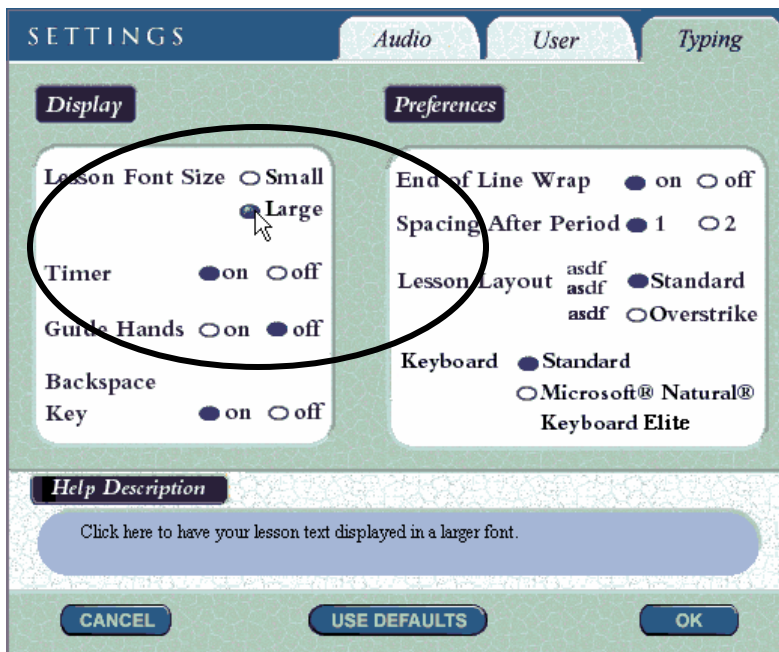 SETTINGS
Audio
User
Typing
Display
Lesson Font Size Small
Large
Timer on off
Guide Hands on off
Backspace
Key on off
Preferences
End of Line Wrap on off
Spacing After Period 1 2
Lesson Layout asdf
asdf Standard
asdf Overstrike
Keyboard Standard
Microsoft® Natural®
Keyboard Elite
Help Description
Click here to have your lesson text displayed in a larger font.
CANCEL
USE DEFAULTS
OK